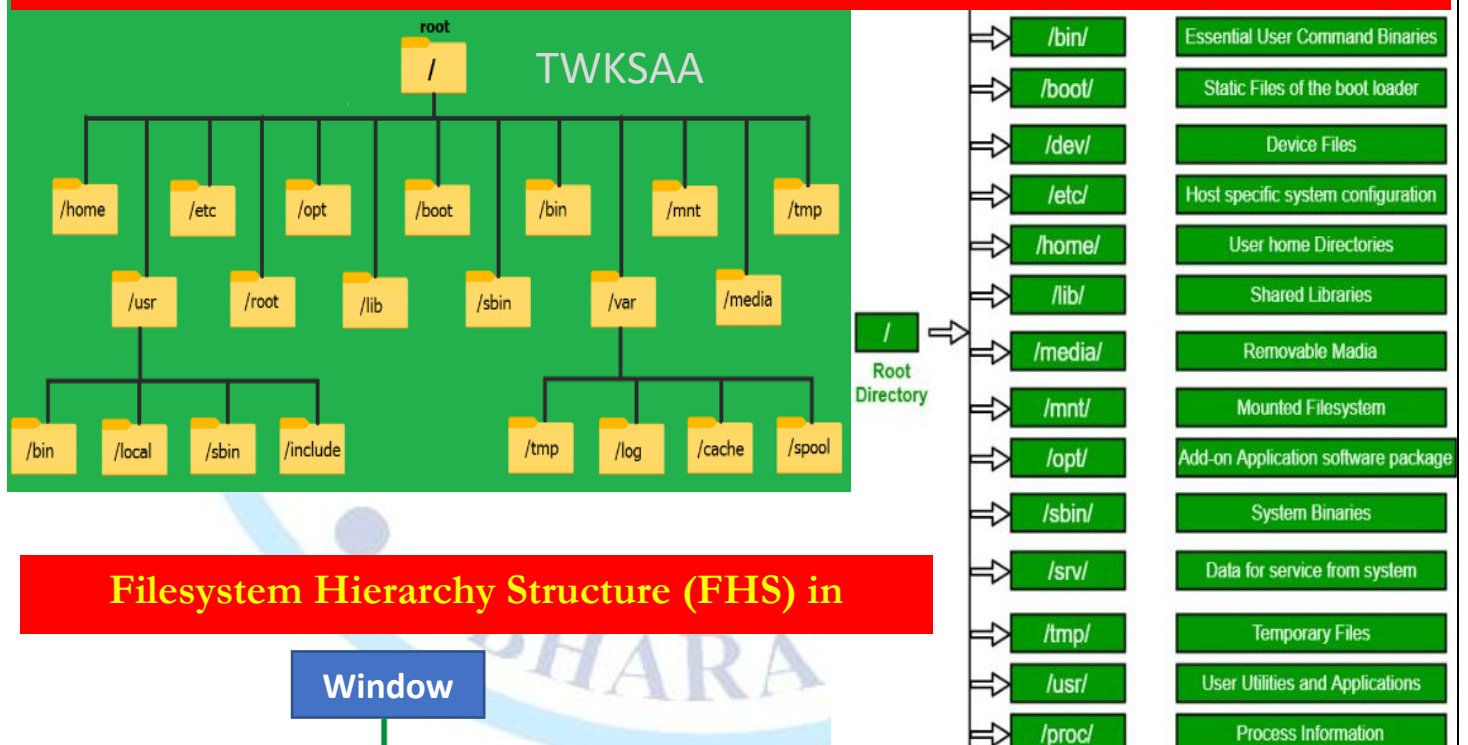 root
/
TWKSAA
/home
/etc
/opt
/boot
/bin
/mnt
/tmp
/usr
/root
/lib
/sbin
/var
/media
/bin
/local
/sbin
/include
/tmp
/log
/cache
/spool
/
Root
Directory
/bin/ Essential User Command Binaries
/boot/ Static Files of the boot loader
/dev/ Device Files
/etc/ Host specific system configuration
/home/ User home Directories
/lib/ Shared Libraries
/media/ Removable Madia
/mnt/ Mounted Filesystem
/opt/ Add-on Application software package
/sbin/ System Binaries
/srv/ Data for service from system
/tmp/ Temporary Files
/usr/ User Utilities and Applications
/proc/ Process Information
Filesystem Hierarchy Structure (FHS) in
BHARA
Window